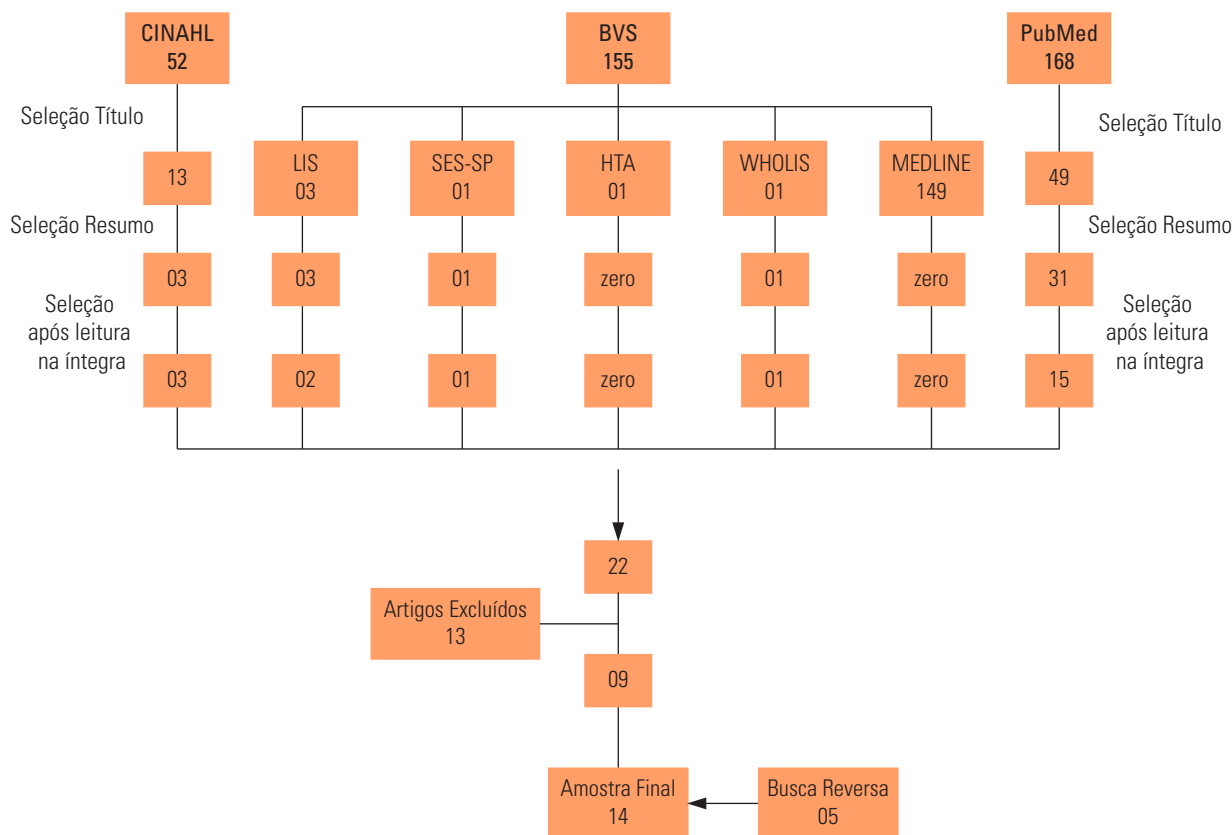 CINAHL
52
BVS
155
PubMed
168
Seleção Título
Seleção Título
13
LIS
03
SES-SP
01
HTA
01
WHOLIS
01
MEDLINE
149
49
Seleção Resumo
Seleção Resumo
03
03
01
zero
01
zero
31
Seleção
após leitura
na íntegra
Seleção
após leitura
na íntegra
03
02
01
zero
01
zero
15
22
Artigos Excluídos
13
09
Amostra Final
14
Busca Reversa
05